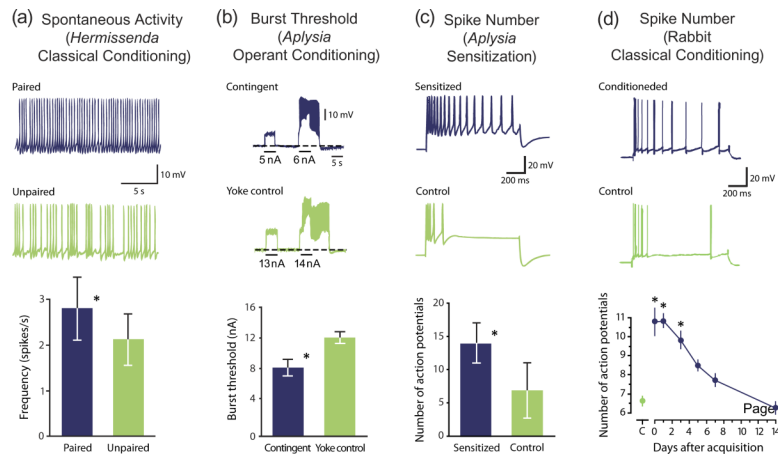 (a) Spontaneous Activity
(Hermissenda
Classical Conditioning)
Paired
10 mV
5 s
Unpaired
Frequency (spikes/s)
3
2
1
0
Paired
Unpaired
(b) Burst Threshold
(Aplysia
Operant Conditioning)
Contingent
10 mV
5 nA
6 nA
5 s
Yoke control
13 nA
14 nA
Burst threshold (nA)
16
12
8
4
0
Contingent
Yoke control
(c) Spike Number
(Aplysia
Sensitization)
Sensitized
20 mV
200 ms
Control
Number of action potentials
20
15
10
5
0
Sensitized
Control
(d) Spike Number
(Rabbit
Classical Conditioning)
Conditioneded
20 mV
200 ms
Control
Number of action potentials
11
10
9
8
7
6
Page
C
0 2 4 6 8 10 12 14
Days after acquisition